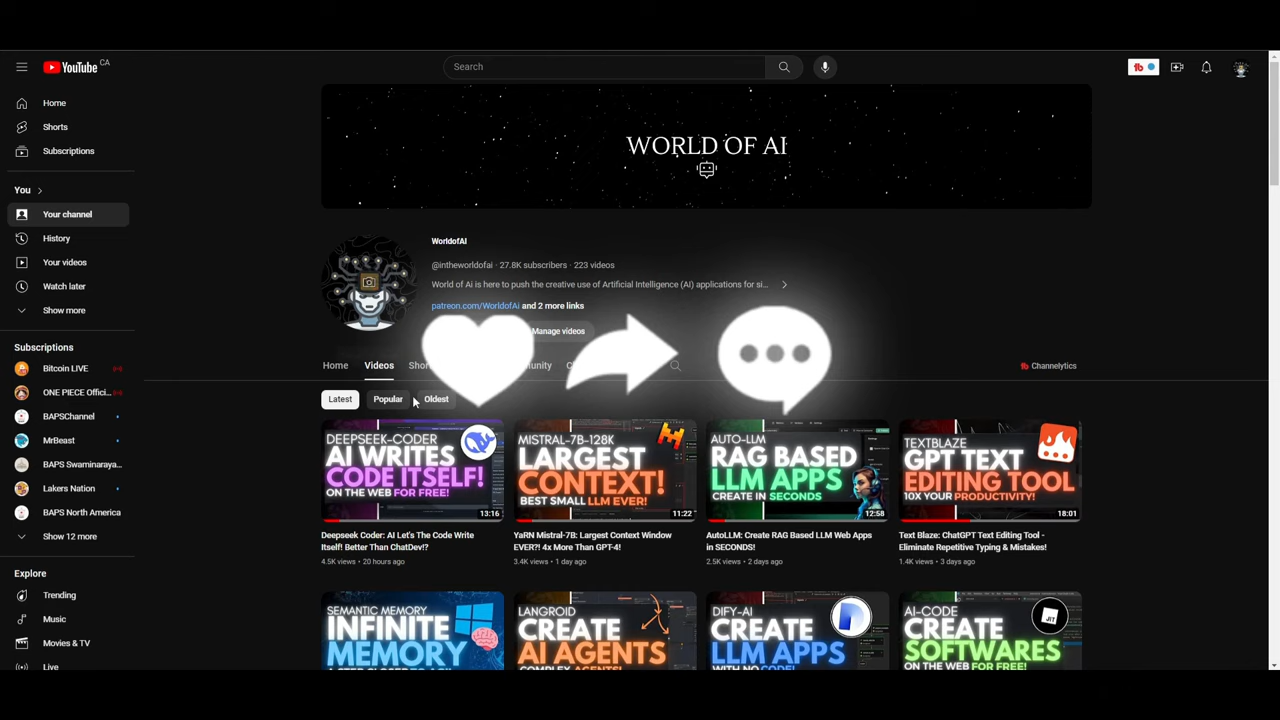 YouTube CA
Search
Home
Shorts
Subscriptions
You
Your channel
History
Your videos
Watch later
Show more
Subscriptions
Bitcoin LIVE
ONE PIECE Offici...
BAPSChannel
MrBeast
BAPS Swaminaraya...
Lakers Nation
BAPS North America
Show 12 more
Explore
Trending
Music
Movies & TV
Live
WORLD OF AI
WorldofAI
@intheworldofai · 27.8K subscribers · 223 videos
World of Ai is here to push the creative use of Artificial Intelligence (AI) applications for si...
patreon.com/WorldofAi and 2 more links
Manage videos
Home
Videos
Channelytics
Latest
Popular
Oldest
DEEPSEEK-CODER
AI WRITES
CODE ITSELF!
ON THE WEB FOR FREE!
13:16
Deepseek Coder: AI Let's The Code Write
Itself! Better Than ChatDev!?
4.5K views · 20 hours ago
MISTRAL-7B-128K
LARGEST
CONTEXT!
BEST SMALL LLM EVER!
11:22
YaRN Mistral-7B: Largest Context Window
EVER?! 4x More Than GPT-4!
3.4K views · 1 day ago
AUTO-LLM
RAG BASED
LLM APPS
CREATE IN SECONDS
12:58
AutoLLM: Create RAG Based LLM Web Apps
in SECONDS!
2.5K views · 2 days ago
TEXTBLAZE
GPT TEXT
EDITING TOOL
10X YOUR PRODUCTIVITY!
18:01
Text Blaze: ChatGPT Text Editing Tool -
Eliminate Repetitive Typing & Mistakes!
1.4K views · 3 days ago
SEMANTIC MEMORY
INFINITE
MEMORY
LANGROID
CREATE
AI AGENTS
DIFY-AI
CREATE
LLM APPS
AI-CODE
CREATE
SOFTWARES
ON THE WEB FOR FREE!